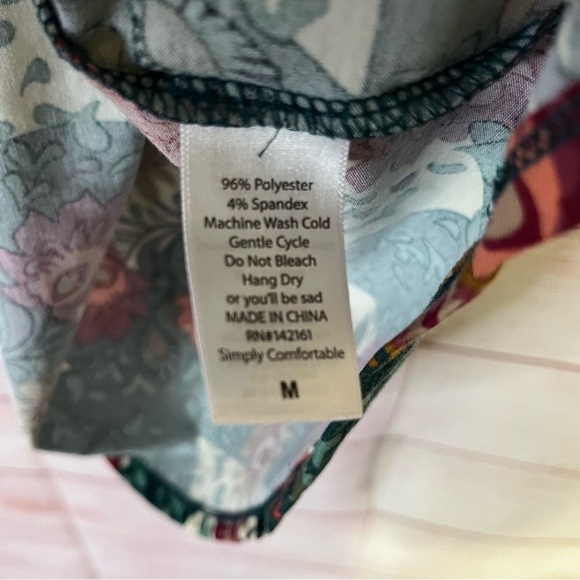 96% Polyester
4% Spandex
Machine Wash Cold
Gentle Cycle
Do Not Bleach
Hang Dry
or you'll be sad
MADE IN CHINA
RN#142161
Simply Comfortable
M